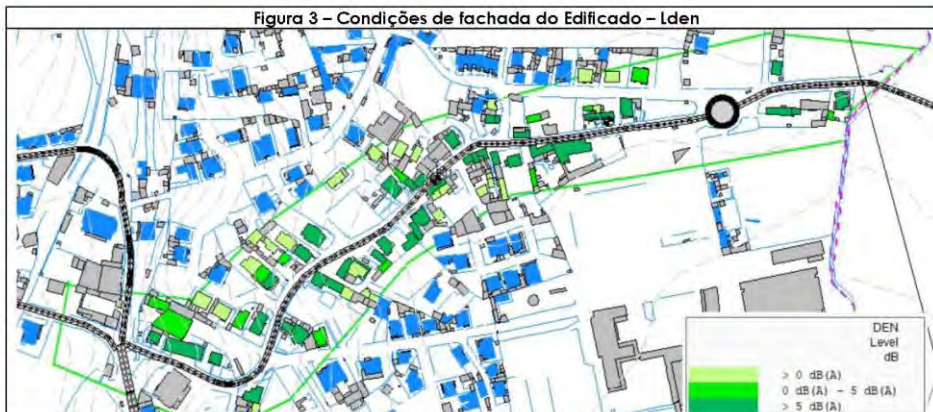 Figura 3 – Condições de fachada do Edificado – Lden
DEN
Level
dB
> 0 dB(A)
0 dB(A) - 5 dB(A)
> 5 dB(A)